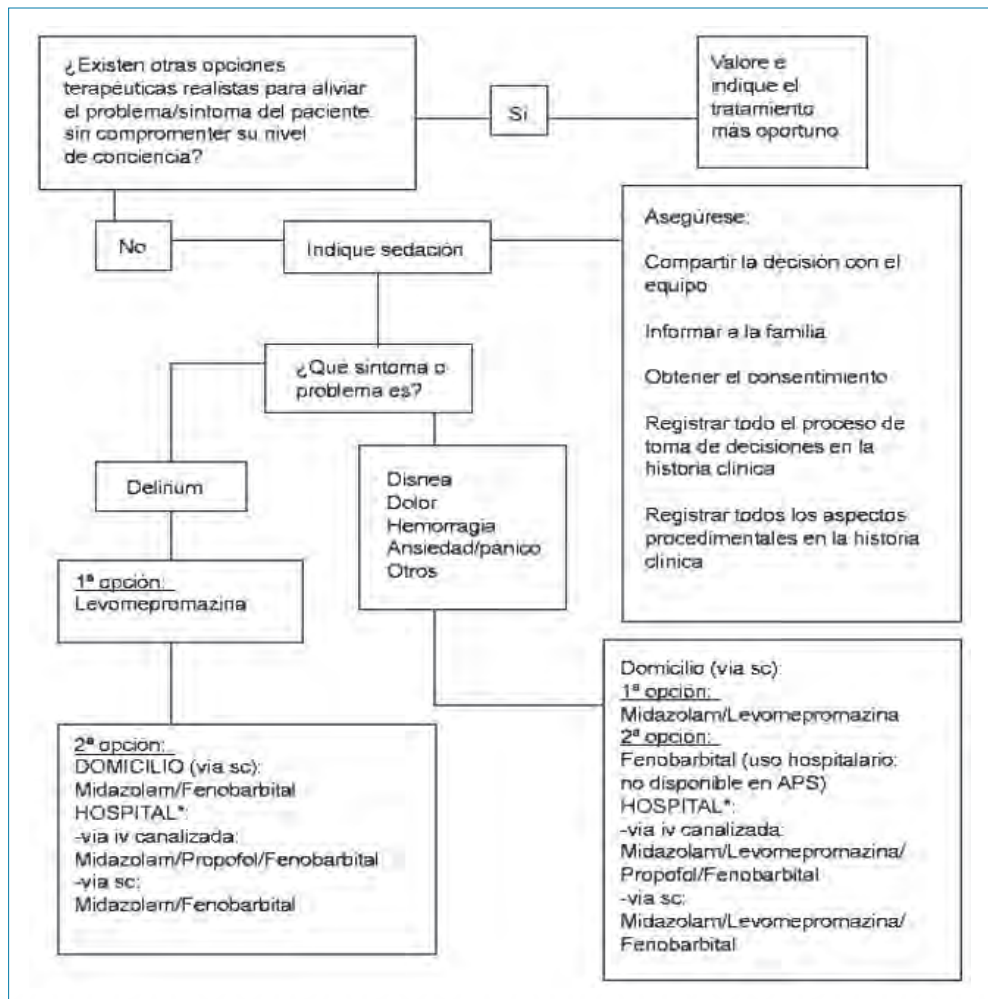 ¿Existen otras opciones
terapéuticas realistas para aliviar
el problema/síntoma del paciente
sin compromenter su nivel
de conciencia?
Sí
Valore e
indique el
tratamiento
más oportuno
No
Indique sedación
Asegúrese:
Compartir la decisión con el
equipo
Informar a la familia
Obtener el consentimiento
Registrar todo el proceso de
toma de decisiones en la
historia clínica
Registrar todos los aspectos
procedimentales en la historia
clínica
¿Qué síntoma o
problema es?
Delirium
Disnea
Dolor
Hemorragia
Ansiedad/pánico
Otros
1ª opción:
Levomepromazina
2ª opción:
DOMICILIO (vía sc):
Midazolam/Fenobarbital
HOSPITAL*:
-vía iv canalizada:
Midazolam/Propofol/Fenobarbital
-vía sc:
Midazolam/Fenobarbital
Domicilio (vía sc):
1ª opción:
Midazolam/Levomepromazina
2ª opción:
Fenobarbital (uso hospitalario:
no disponible en APS)
HOSPITAL*:
-vía iv canalizada:
Midazolam/Levomepromazina/
Propofol/Fenobarbital
-vía sc:
Midazolam/Levomepromazina/
Fenobarbital